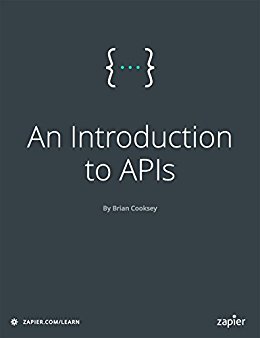 {...}
An Introduction
to APIs
By Brian Cooksey
ZAPIER.COM/LEARN
zapier